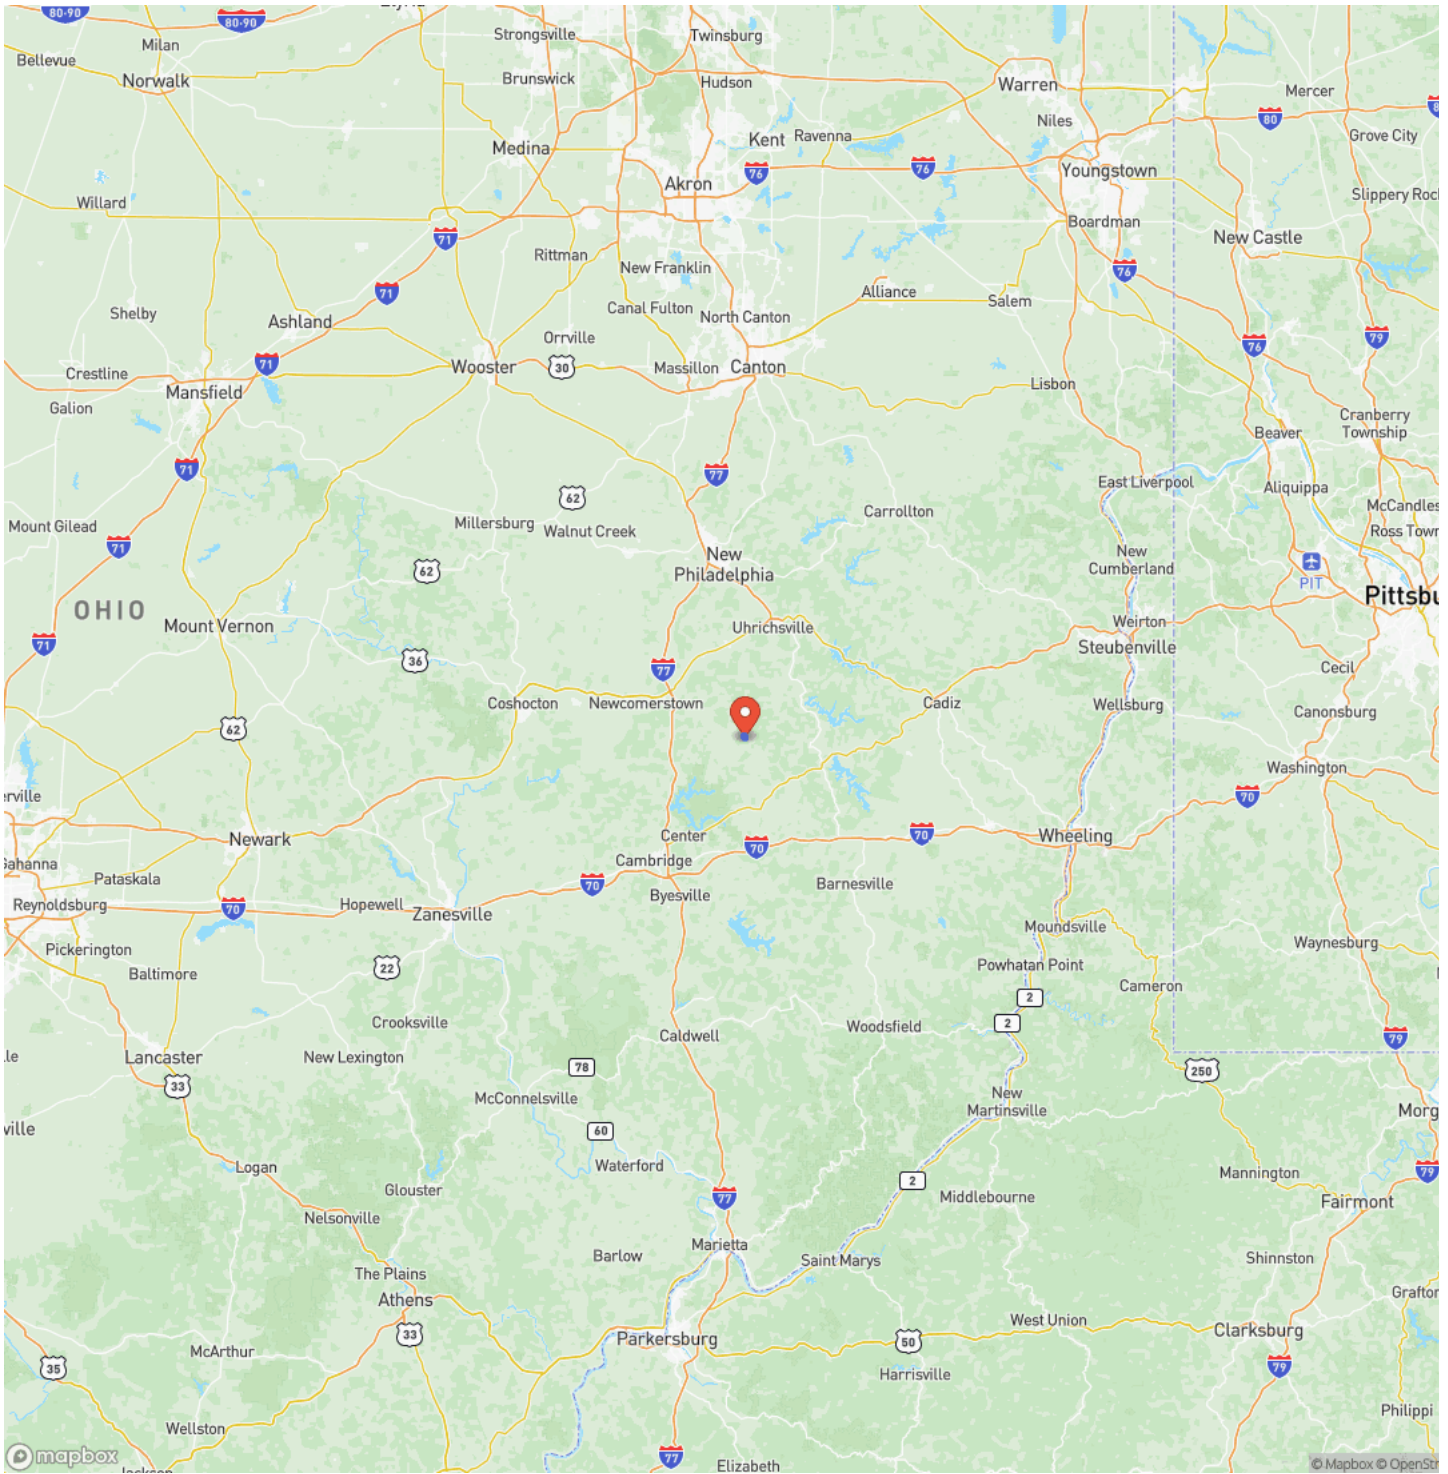 80-90
80-90
Milan
Bellevue
Norwalk
Strongsville
Twinsburg
Brunswick
Hudson
Warren
Mercer
80
Niles
Grove City
Kent
Ravenna
Medina
76
76
Youngstown
Akron
Willard
Slippery Roc
Boardman
71
New Castle
Rittman
New Franklin
76
71
Alliance
Salem
Canal Fulton
Shelby
Ashland
North Canton
Orrville
76
79
71
Wooster
30
Massillon
Canton
Crestline
Lisbon
Mansfield
Galion
Cranberry
Township
Beaver
71
77
East Liverpool
Aliquippa
62
McCandles
Carrollton
Mount Gilead
Millersburg
Walnut Creek
Ross Town
71
New
Philadelphia
New
Cumberland
62
PIT
Pittsbu
OHIO
Mount Vernon
Uhrichsville
Weirton
71
Steubenville
36
77
Cecil
Coshocton
Newcomerstown
Cadiz
Wellsburg
Canonsburg
62
Washington
70
erville
Newark
Center
70
70
Wheeling
Gahanna
Cambridge
Pataskala
70
Barnesville
Byesville
Reynoldsburg
70
Hopewell
Zanesville
Moundsville
Pickerington
Waynesburg
Baltimore
22
Powhatan Point
Cameron
2
Crooksville
2
Woodsfield
Caldwell
79
Lancaster
New Lexington
78
250
33
McConnelsville
New
Martinsville
Morg
ville
60
Waterford
Logan
79
Mannington
2
Glouster
77
Middlebourne
Fairmont
Nelsonville
Marietta
Barlow
Saint Marys
Shinnston
The Plains
Grafton
Athens
West Union
Clarksburg
33
Parkersburg
50
McArthur
35
79
Harrisville
Philippi
Wellston
77
mapbox
Elizabeth
© Mapbox © OpenStr